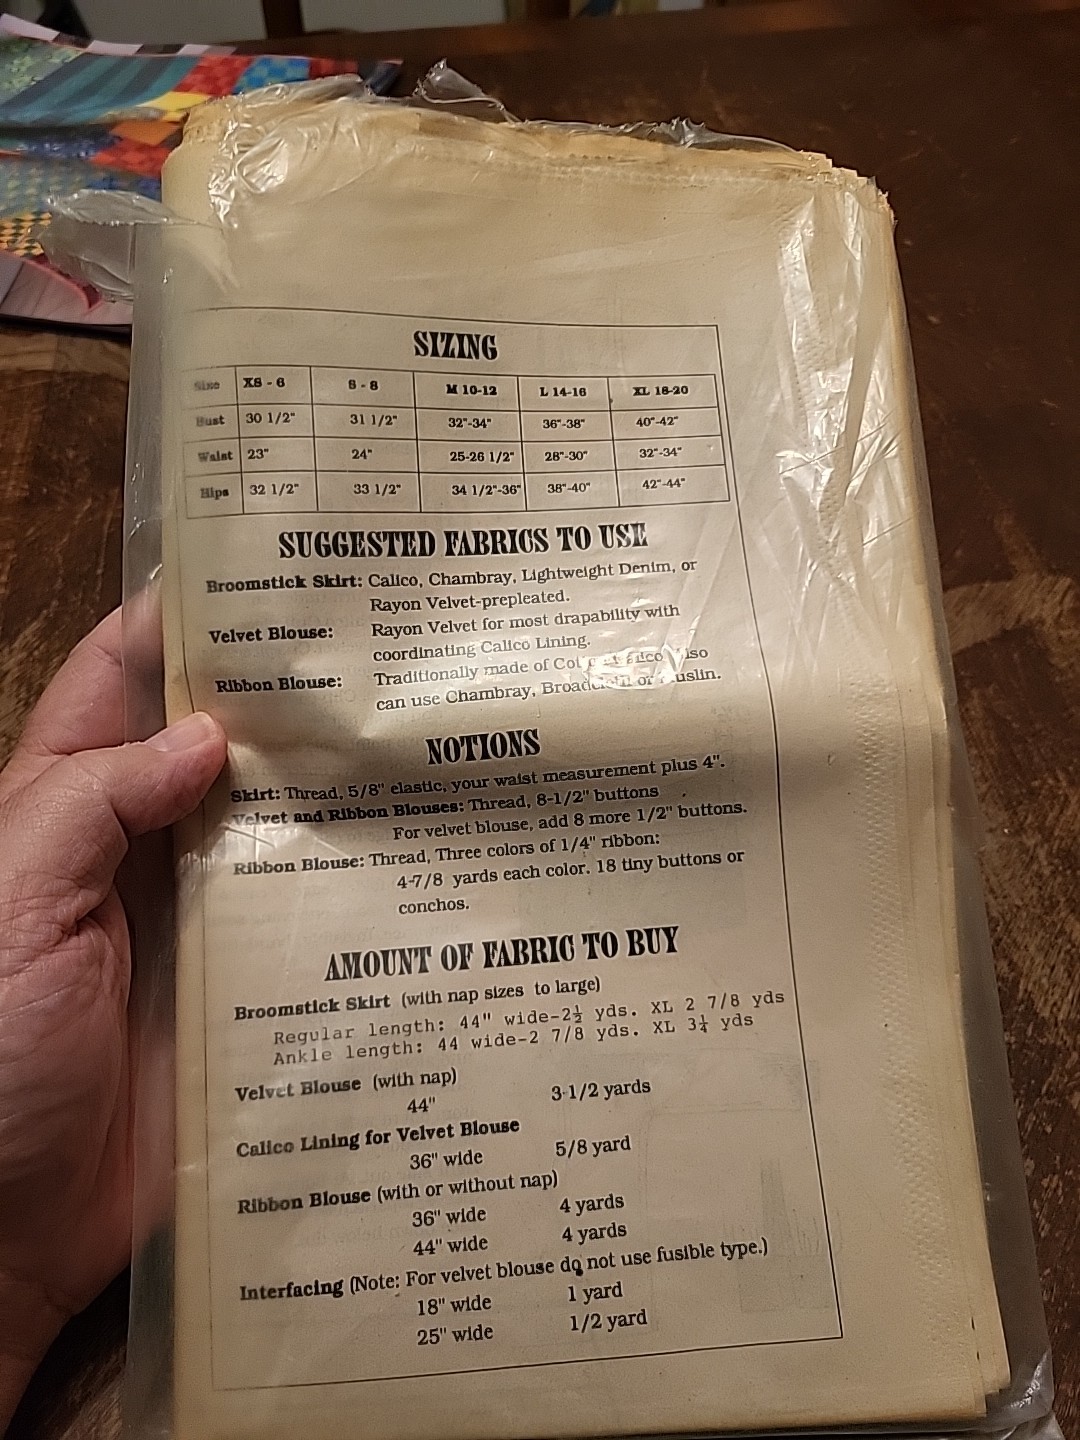 SIZING
Size XS - 6 S - 8 M 10-12 L 14-16 XL 18-20
Bust 30 1/2" 31 1/2" 32"-34" 36"-38" 40"-42"
Waist 23" 24" 25-26 1/2" 28"-30" 32"-34"
Hips 32 1/2" 33 1/2" 34 1/2"-36" 38"-40" 42"-44"
SUGGESTED FABRICS TO USE
Broomstick Skirt: Calico, Chambray, Lightweight Denim, or
Rayon Velvet-prepleated.
Velvet Blouse: Rayon Velvet for most drapability with
coordinating Calico Lining.
Ribbon Blouse: Traditionally made of
can use Chambray, Broadcloth or Muslin.
NOTIONS
Skirt: Thread, 5/8" elastic, your waist measurement plus 4".
Velvet and Ribbon Blouses: Thread, 8-1/2" buttons
For velvet blouse, add 8 more 1/2" buttons.
Ribbon Blouse: Thread, Three colors of 1/4" ribbon:
4-7/8 yards each color. 18 tiny buttons or
conchos.
AMOUNT OF FABRIC TO BUY
Broomstick Skirt (with nap sizes to large)
Regular length: 44" wide-2½ yds. XL 2 7/8 yds
Ankle length: 44 wide-2 7/8 yds. XL 3¼ yds
Velvet Blouse (with nap)
44" 3-1/2 yards
Calico Lining for Velvet Blouse
36" wide 5/8 yard
Ribbon Blouse (with or without nap)
36" wide 4 yards
44" wide 4 yards
Interfacing (Note: For velvet blouse do not use fusible type.)
18" wide 1 yard
25" wide 1/2 yard